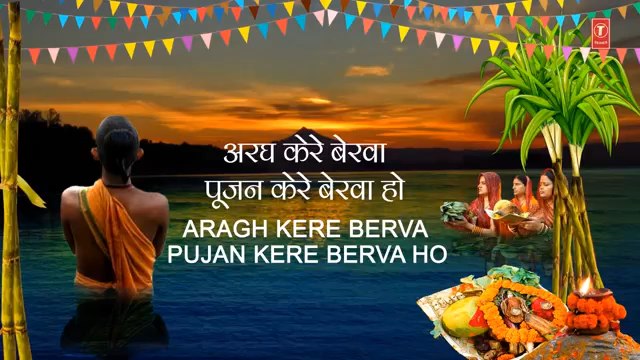 अरघ केरे बेरवा
पूजन केरे बेरवा हो
ARAGH KERE BERVA
PUJAN KERE BERVA HO